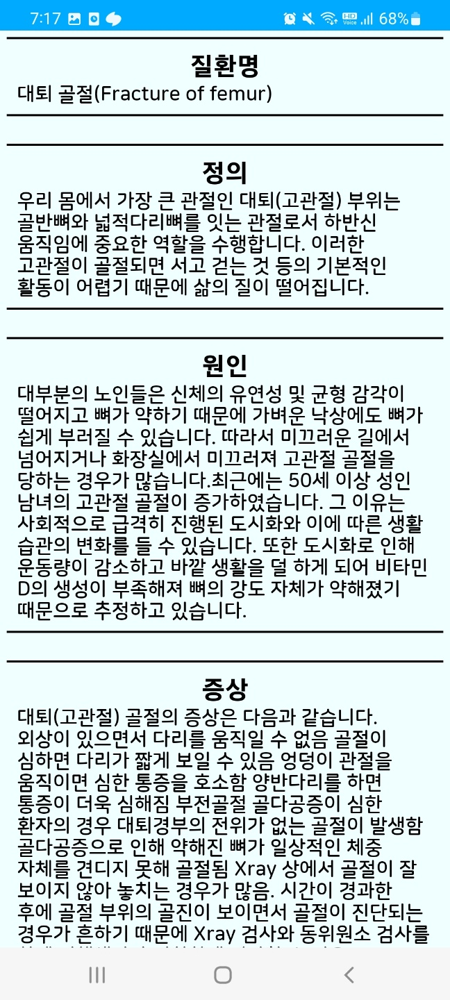 7:17
HD
Voice
68%
질환명
대퇴 골절(Fracture of femur)
정의
우리 몸에서 가장 큰 관절인 대퇴(고관절) 부위는
골반뼈와 넓적다리뼈를 잇는 관절로서 하반신
움직임에 중요한 역할을 수행합니다. 이러한
고관절이 골절되면 서고 걷는 것 등의 기본적인
활동이 어렵기 때문에 삶의 질이 떨어집니다.
원인
대부분의 노인들은 신체의 유연성 및 균형 감각이
떨어지고 뼈가 약하기 때문에 가벼운 낙상에도 뼈가
쉽게 부러질 수 있습니다. 따라서 미끄러운 길에서
넘어지거나 화장실에서 미끄러져 고관절 골절을
당하는 경우가 많습니다.최근에는 50세 이상 성인
남녀의 고관절 골절이 증가하였습니다. 그 이유는
사회적으로 급격히 진행된 도시화와 이에 따른 생활
습관의 변화를 들 수 있습니다. 또한 도시화로 인해
운동량이 감소하고 바깥 생활을 덜 하게 되어 비타민
D의 생성이 부족해져 뼈의 강도 자체가 약해졌기
때문으로 추정하고 있습니다.
증상
대퇴(고관절) 골절의 증상은 다음과 같습니다.
외상이 있으면서 다리를 움직일 수 없음 골절이
심하면 다리가 짧게 보일 수 있음 엉덩이 관절을
움직이면 심한 통증을 호소함 양반다리를 하면
통증이 더욱 심해짐 부전골절 골다공증이 심한
환자의 경우 대퇴경부의 전위가 없는 골절이 발생함
골다공증으로 인해 약해진 뼈가 일상적인 체중
자체를 견디지 못해 골절됨 Xray 상에서 골절이 잘
보이지 않아 놓치는 경우가 많음. 시간이 경과한
후에 골절 부위의 골진이 보이면서 골절이 진단되는
경우가 흔하기 때문에 Xray 검사와 동위원소 검사를